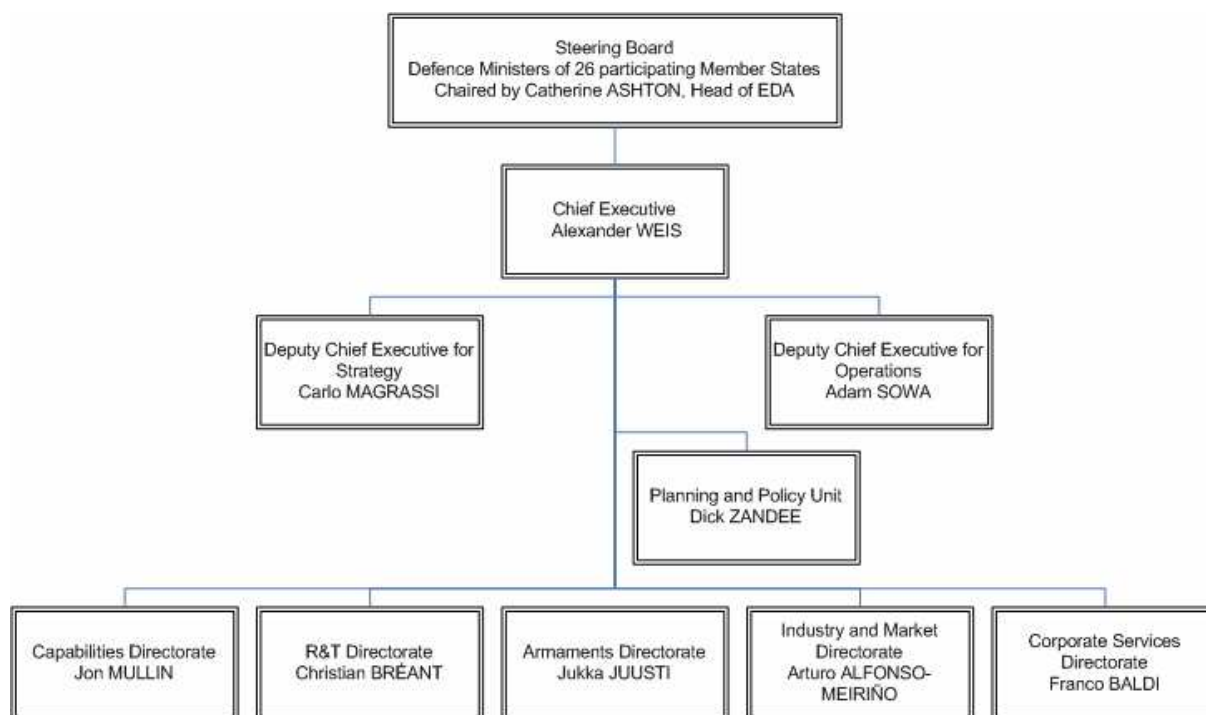 Steering Board
Defence Ministers of 26 participating Member States
Chaired by Catherine ASHTON, Head of EDA
Chief Executive
Alexander WEIS
Deputy Chief Executive for
Strategy
Carlo MAGRASSI
Deputy Chief Executive for
Operations
Adam SOWA
Planning and Policy Unit
Dick ZANDEE
Capabilities Directorate
Jon MULLIN
R&T Directorate
Christian BRÉANT
Armaments Directorate
Jukka JUUSTI
Industry and Market
Directorate
Arturo ALFONSO-
MEIRIÑO
Corporate Services
Directorate
Franco BALDI